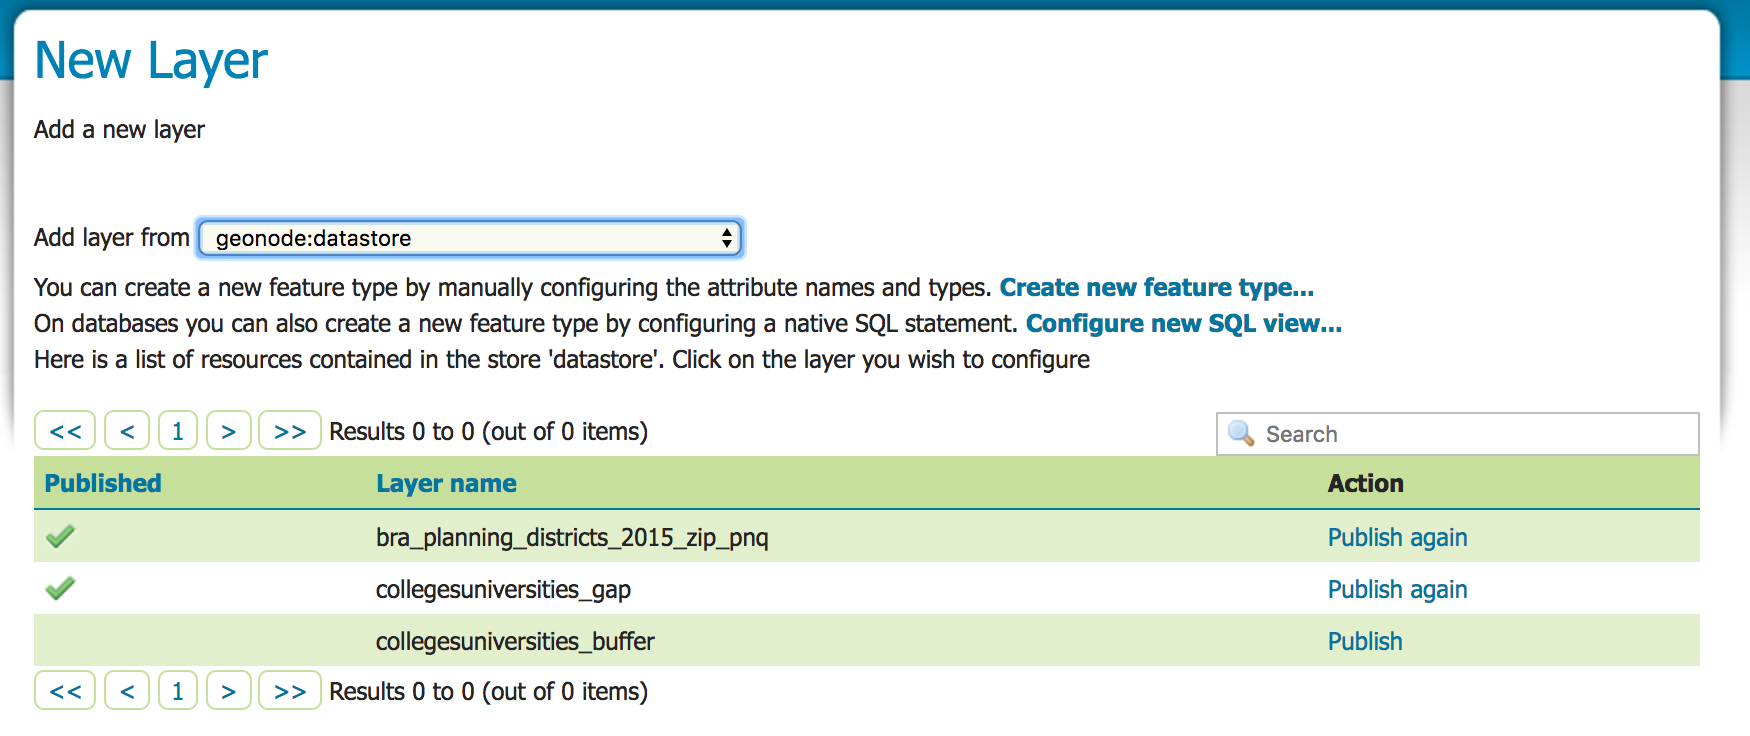 New Layer
Add a new layer
Add layer from geonode:datastore
You can create a new feature type by manually configuring the attribute names and types. Create new feature type...
On databases you can also create a new feature type by configuring a native SQL statement. Configure new SQL view...
Here is a list of resources contained in the store 'datastore'. Click on the layer you wish to configure
<< < 1 > >> Results 0 to 0 (out of 0 items) Search
Published Layer name Action
bra_planning_districts_2015_zip_pnq Publish again
collegesuniversities_gap Publish again
collegesuniversities_buffer Publish
<< < 1 > >> Results 0 to 0 (out of 0 items)